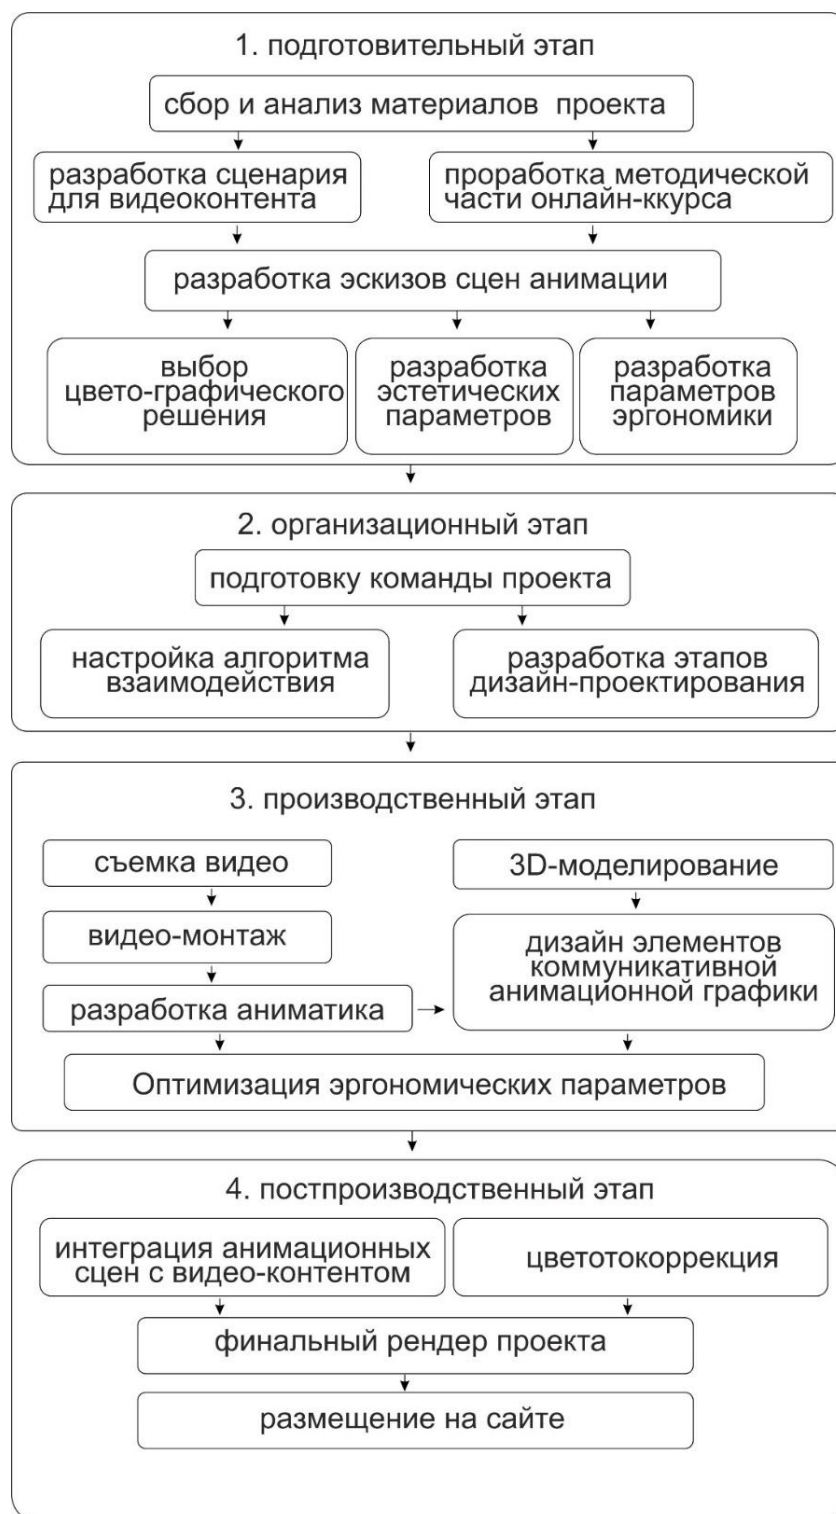 1. подготовительный этап
сбор и анализ материалов проекта
разработка сценария
для видеоконтента
проработка методической
части онлайн-ккурса
разработка эскизов сцен анимации
выбор
цвето-графического
решения
разработка
эстетических
параметров
разработка
параметров
эргономики
2. организационный этап
подготовку команды проекта
настройка алгоритма
взаимодействия
разработка этапов
дизайн-проектирования
3. производственный этап
съемка видео
видео-монтаж
разработка аниматика
3D-моделирование
дизайн элементов
коммуникативной
анимационной графики
Оптимизация эргономических параметров
4. постпроизводственный этап
интеграция анимационных
сцен с видео-контентом
цветотокоррекция
финальный рендер проекта
размещение на сайте